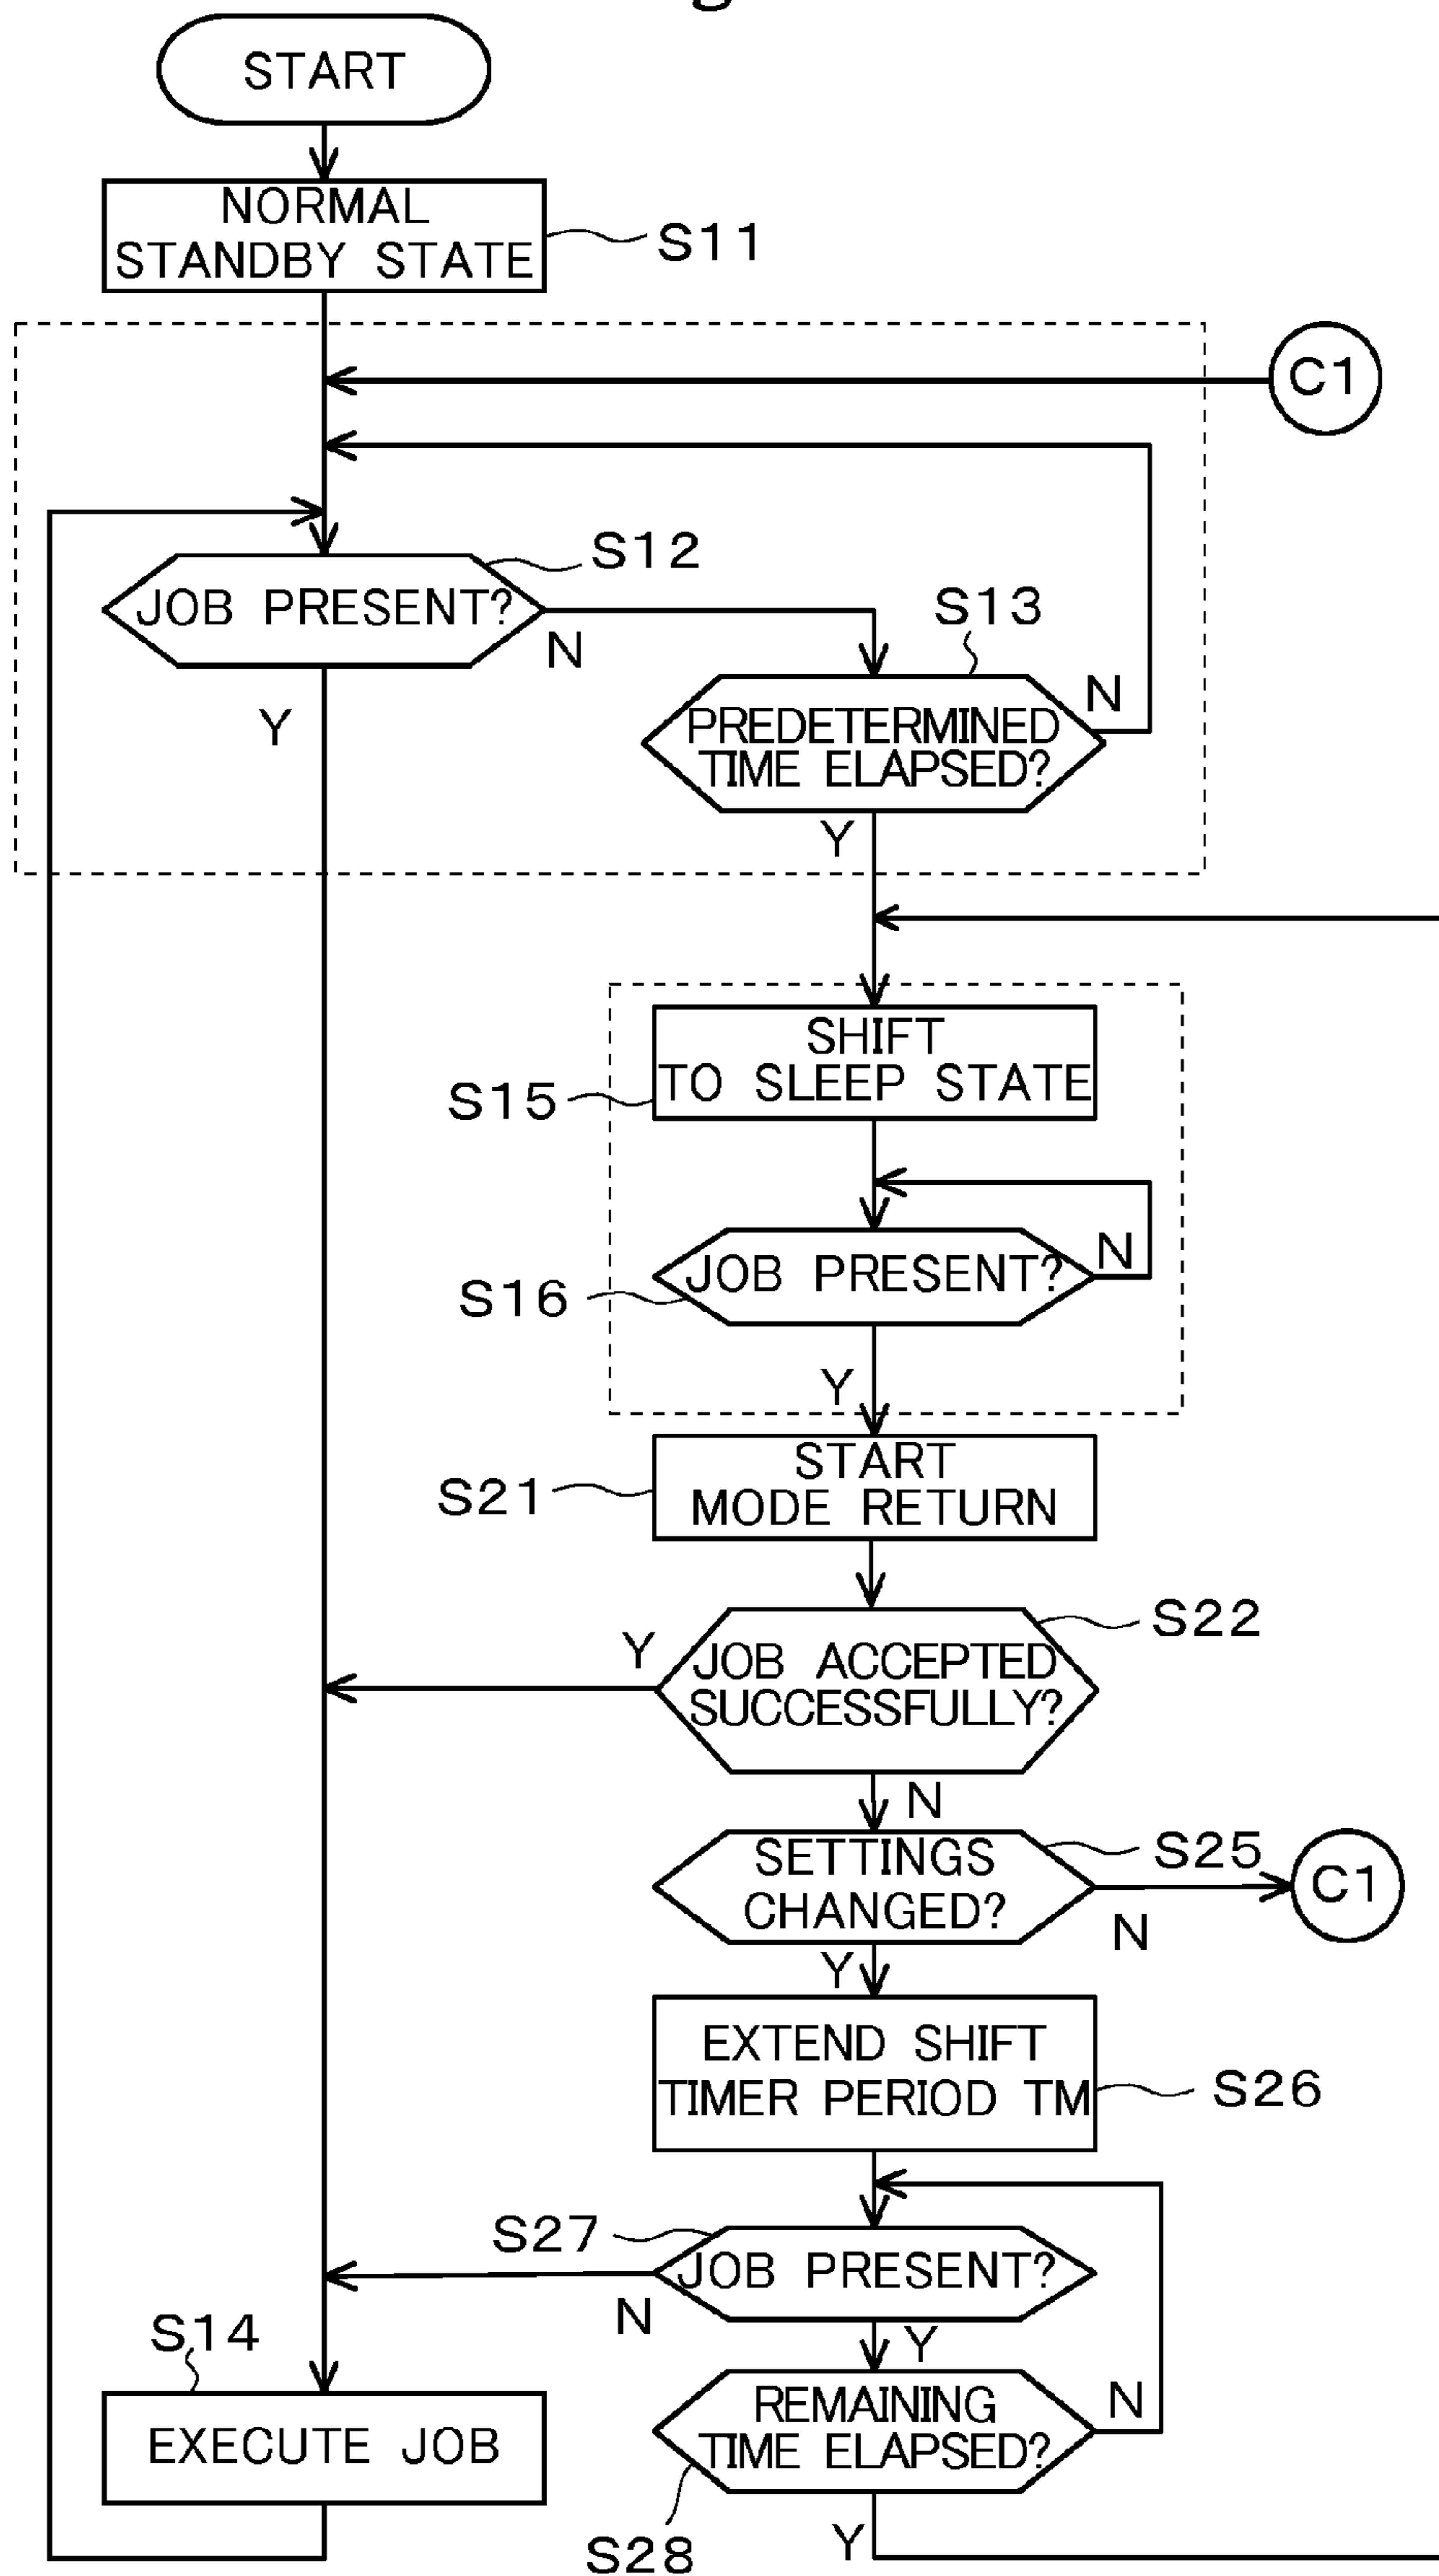 START
NORMAL
STANDBY STATE
S11
C1
S12
JOB PRESENT?
N
S13
Y
PREDETERMINED
TIME ELAPSED?
N
Y
SHIFT
TO SLEEP STATE
S15
JOB PRESENT?
N
S16
Y
START
MODE RETURN
S21
S22
Y
JOB ACCEPTED
SUCCESSFULLY?
N
SETTINGS
CHANGED?
S25
C1
N
Y
EXTEND SHIFT
TIMER PERIOD TM
S26
S27
JOB PRESENT?
N
Y
S14
EXECUTE JOB
REMAINING
TIME ELAPSED?
N
S28
Y